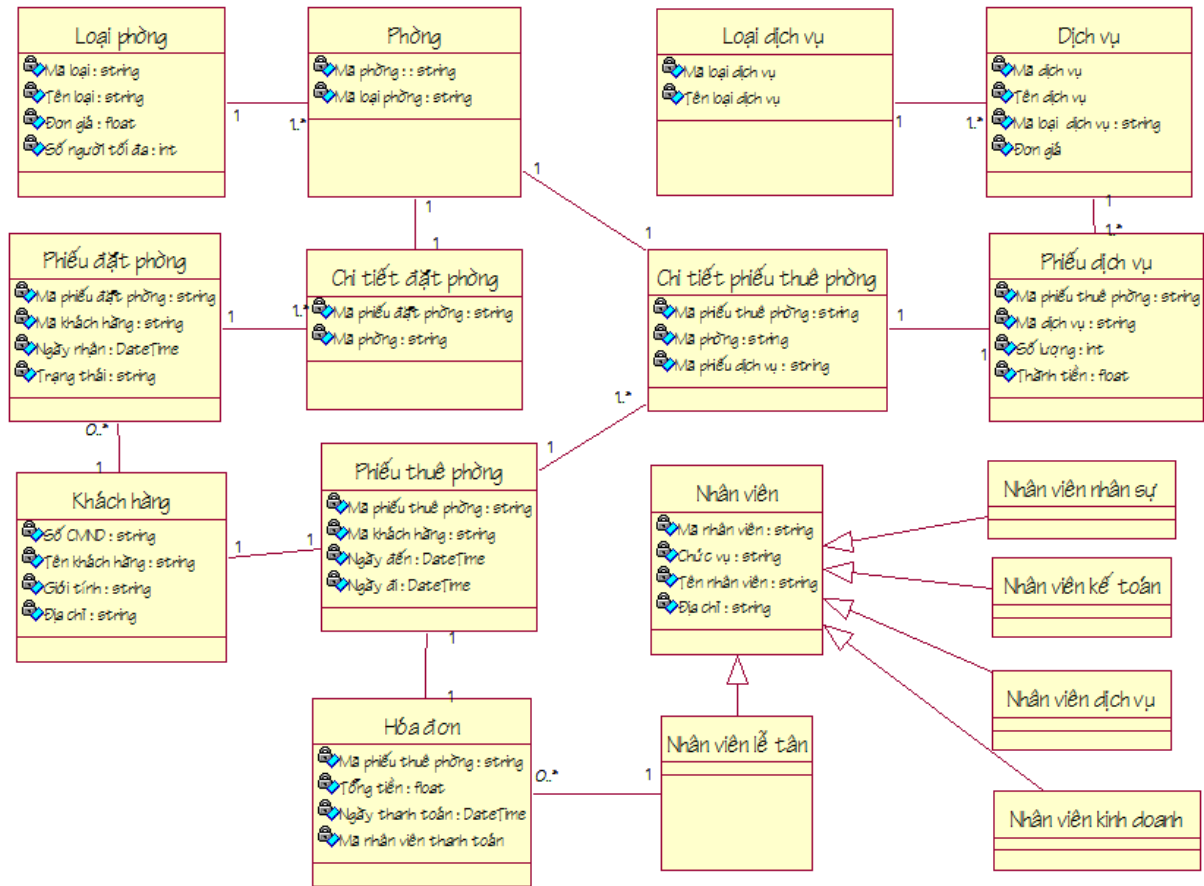 Loại phòng
Mã loại : string
Tên loại : string
Đơn giá : float
Số người tối đa : int
Phòng
Mã phòng : : string
Mã loại phòng : string
Loại dịch vụ
Mã loại dịch vụ
Tên loại dịch vụ
Dịch vụ
Mã dịch vụ
Tên dịch vụ
Mã loại dịch vụ : string
Đơn giá
1
1..*
1
1..*
1
1
1
1
1
1..*
Phiếu đặt phòng
Mã phiếu đặt phòng : string
Mã khách hàng : string
Ngày nhận : DateTime
Trạng thái : string
1
1..*
Chi tiết đặt phòng
Mã phiếu đặt phòng : string
Mã phòng : string
Chi tiết phiếu thuê phòng
Mã phiếu thuê phòng : string
Mã phòng : string
Mã phiếu dịch vụ : string
1
1
Phiếu dịch vụ
Mã phiếu thuê phòng : string
Mã dịch vụ : string
Số lượng : int
Thành tiền : float
0..*
1
1..*
1
Khách hàng
Số CMND : string
Tên khách hàng : string
Giới tính : string
Địa chỉ : string
1
1
Phiếu thuê phòng
Mã phiếu thuê phòng : string
Mã khách hàng : string
Ngày đến : DateTime
Ngày đi : DateTime
Nhân viên
Mã nhân viên : string
Chức vụ : string
Tên nhân viên : string
Địa chỉ : string
Nhân viên nhân sự
Nhân viên kế toán
Nhân viên dịch vụ
Nhân viên kinh doanh
1
1
Hóa đơn
Mã phiếu thuê phòng : string
Tổng tiền : float
Ngày thanh toán : DateTime
Mã nhân viên thanh toán
0..*
1
Nhân viên lễ tân